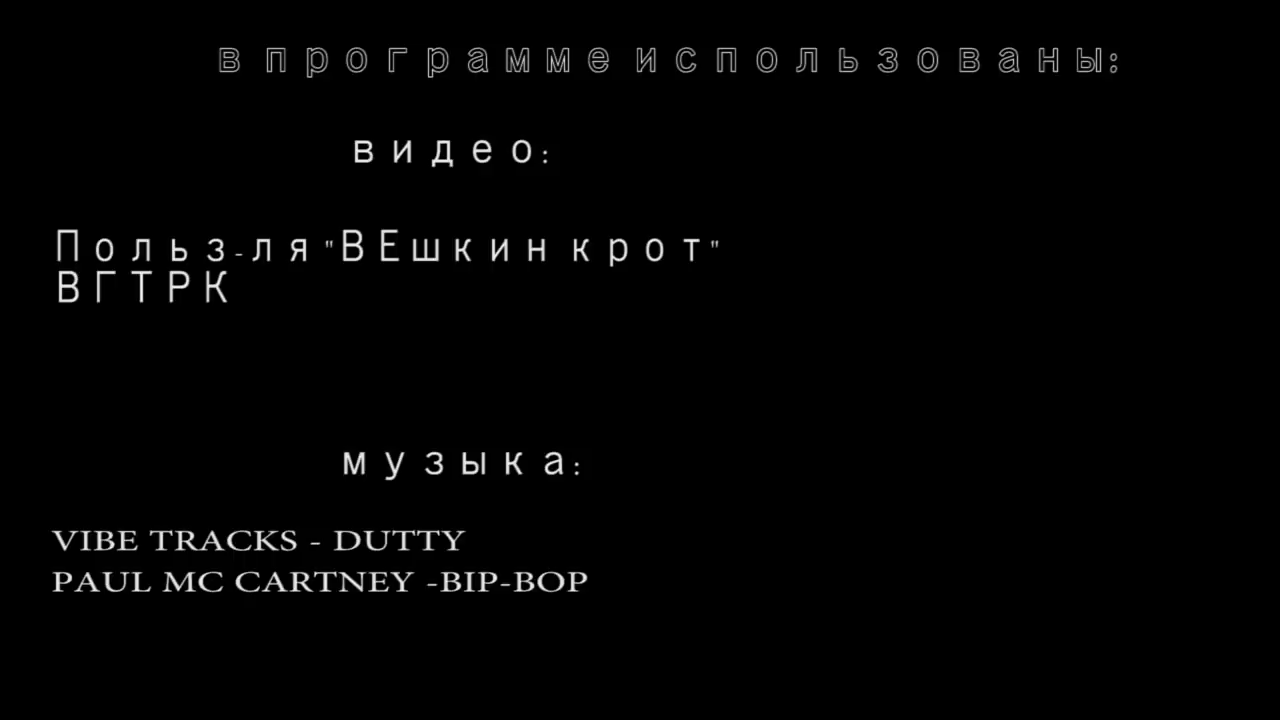 в программе использованы:
видео:
Польз-ля "ВЕшкин крот"
ВГТРК
музыка:
VIBE TRACKS - DUTTY
PAUL MC CARTNEY -BIP-BOP